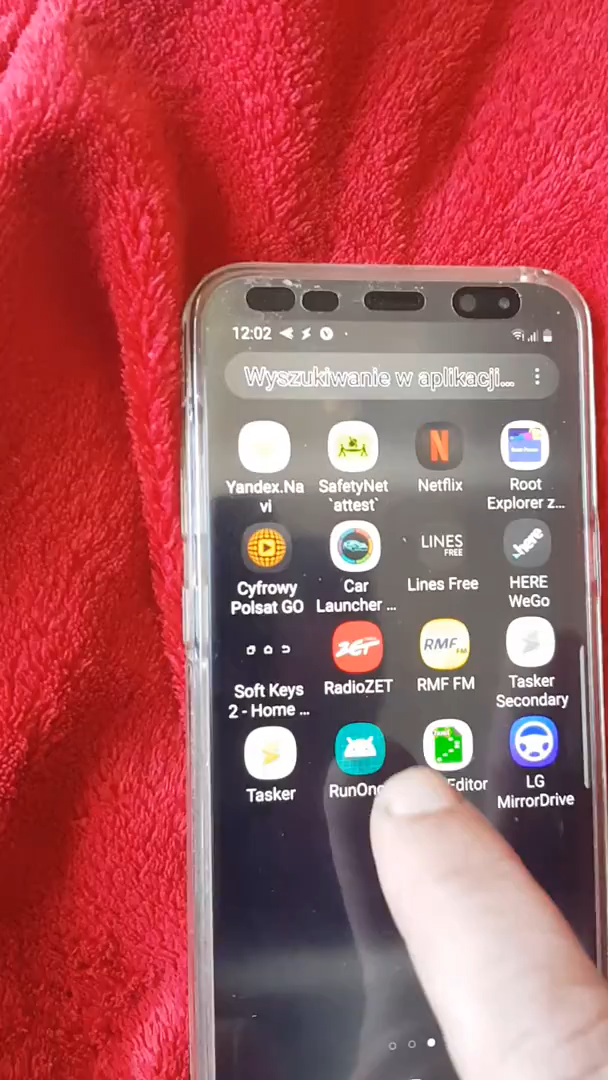 12:02
Wyszukiwanie w aplikacji...
Yandex.Na
vi
SafetyNet
`attest`
Netflix
Root
Explorer z...
N
Cyfrowy
Polsat GO
Car
Launcher ...
LINES
FREE
Lines Free
here
HERE
WeGo
Soft Keys
2 - Home ...
ZET
RadioZET
RMF
FM
RMF FM
Tasker
Secondary
Tasker
RunOn
Editor
LG
MirrorDrive